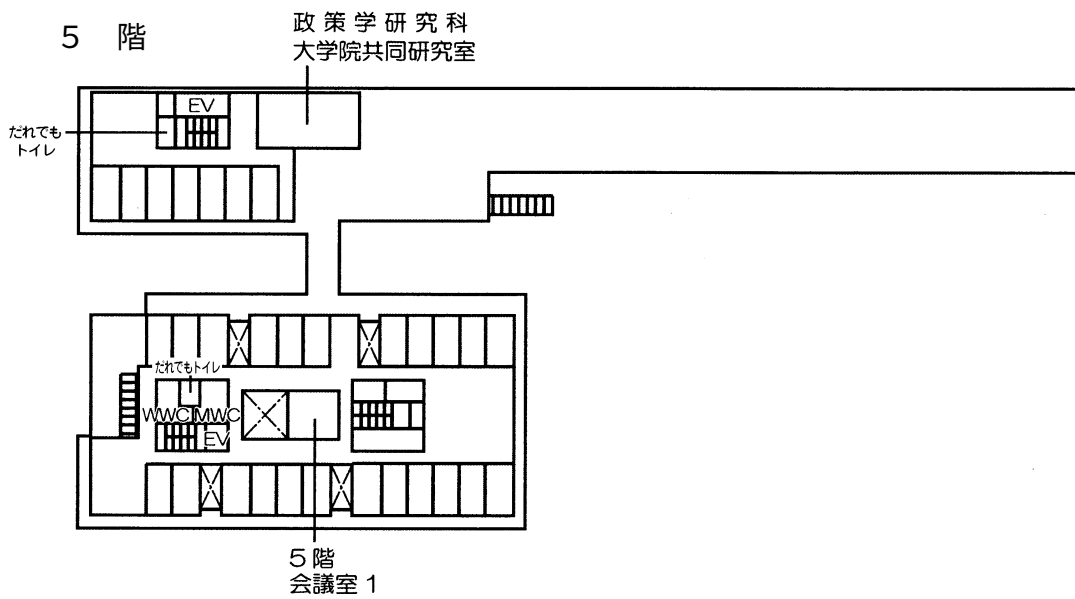 5 階
政策学研究科
大学院共同研究室
EV
だれでも
トイレ
だれでもトイレ
WWC MWC
EV
5階
会議室1